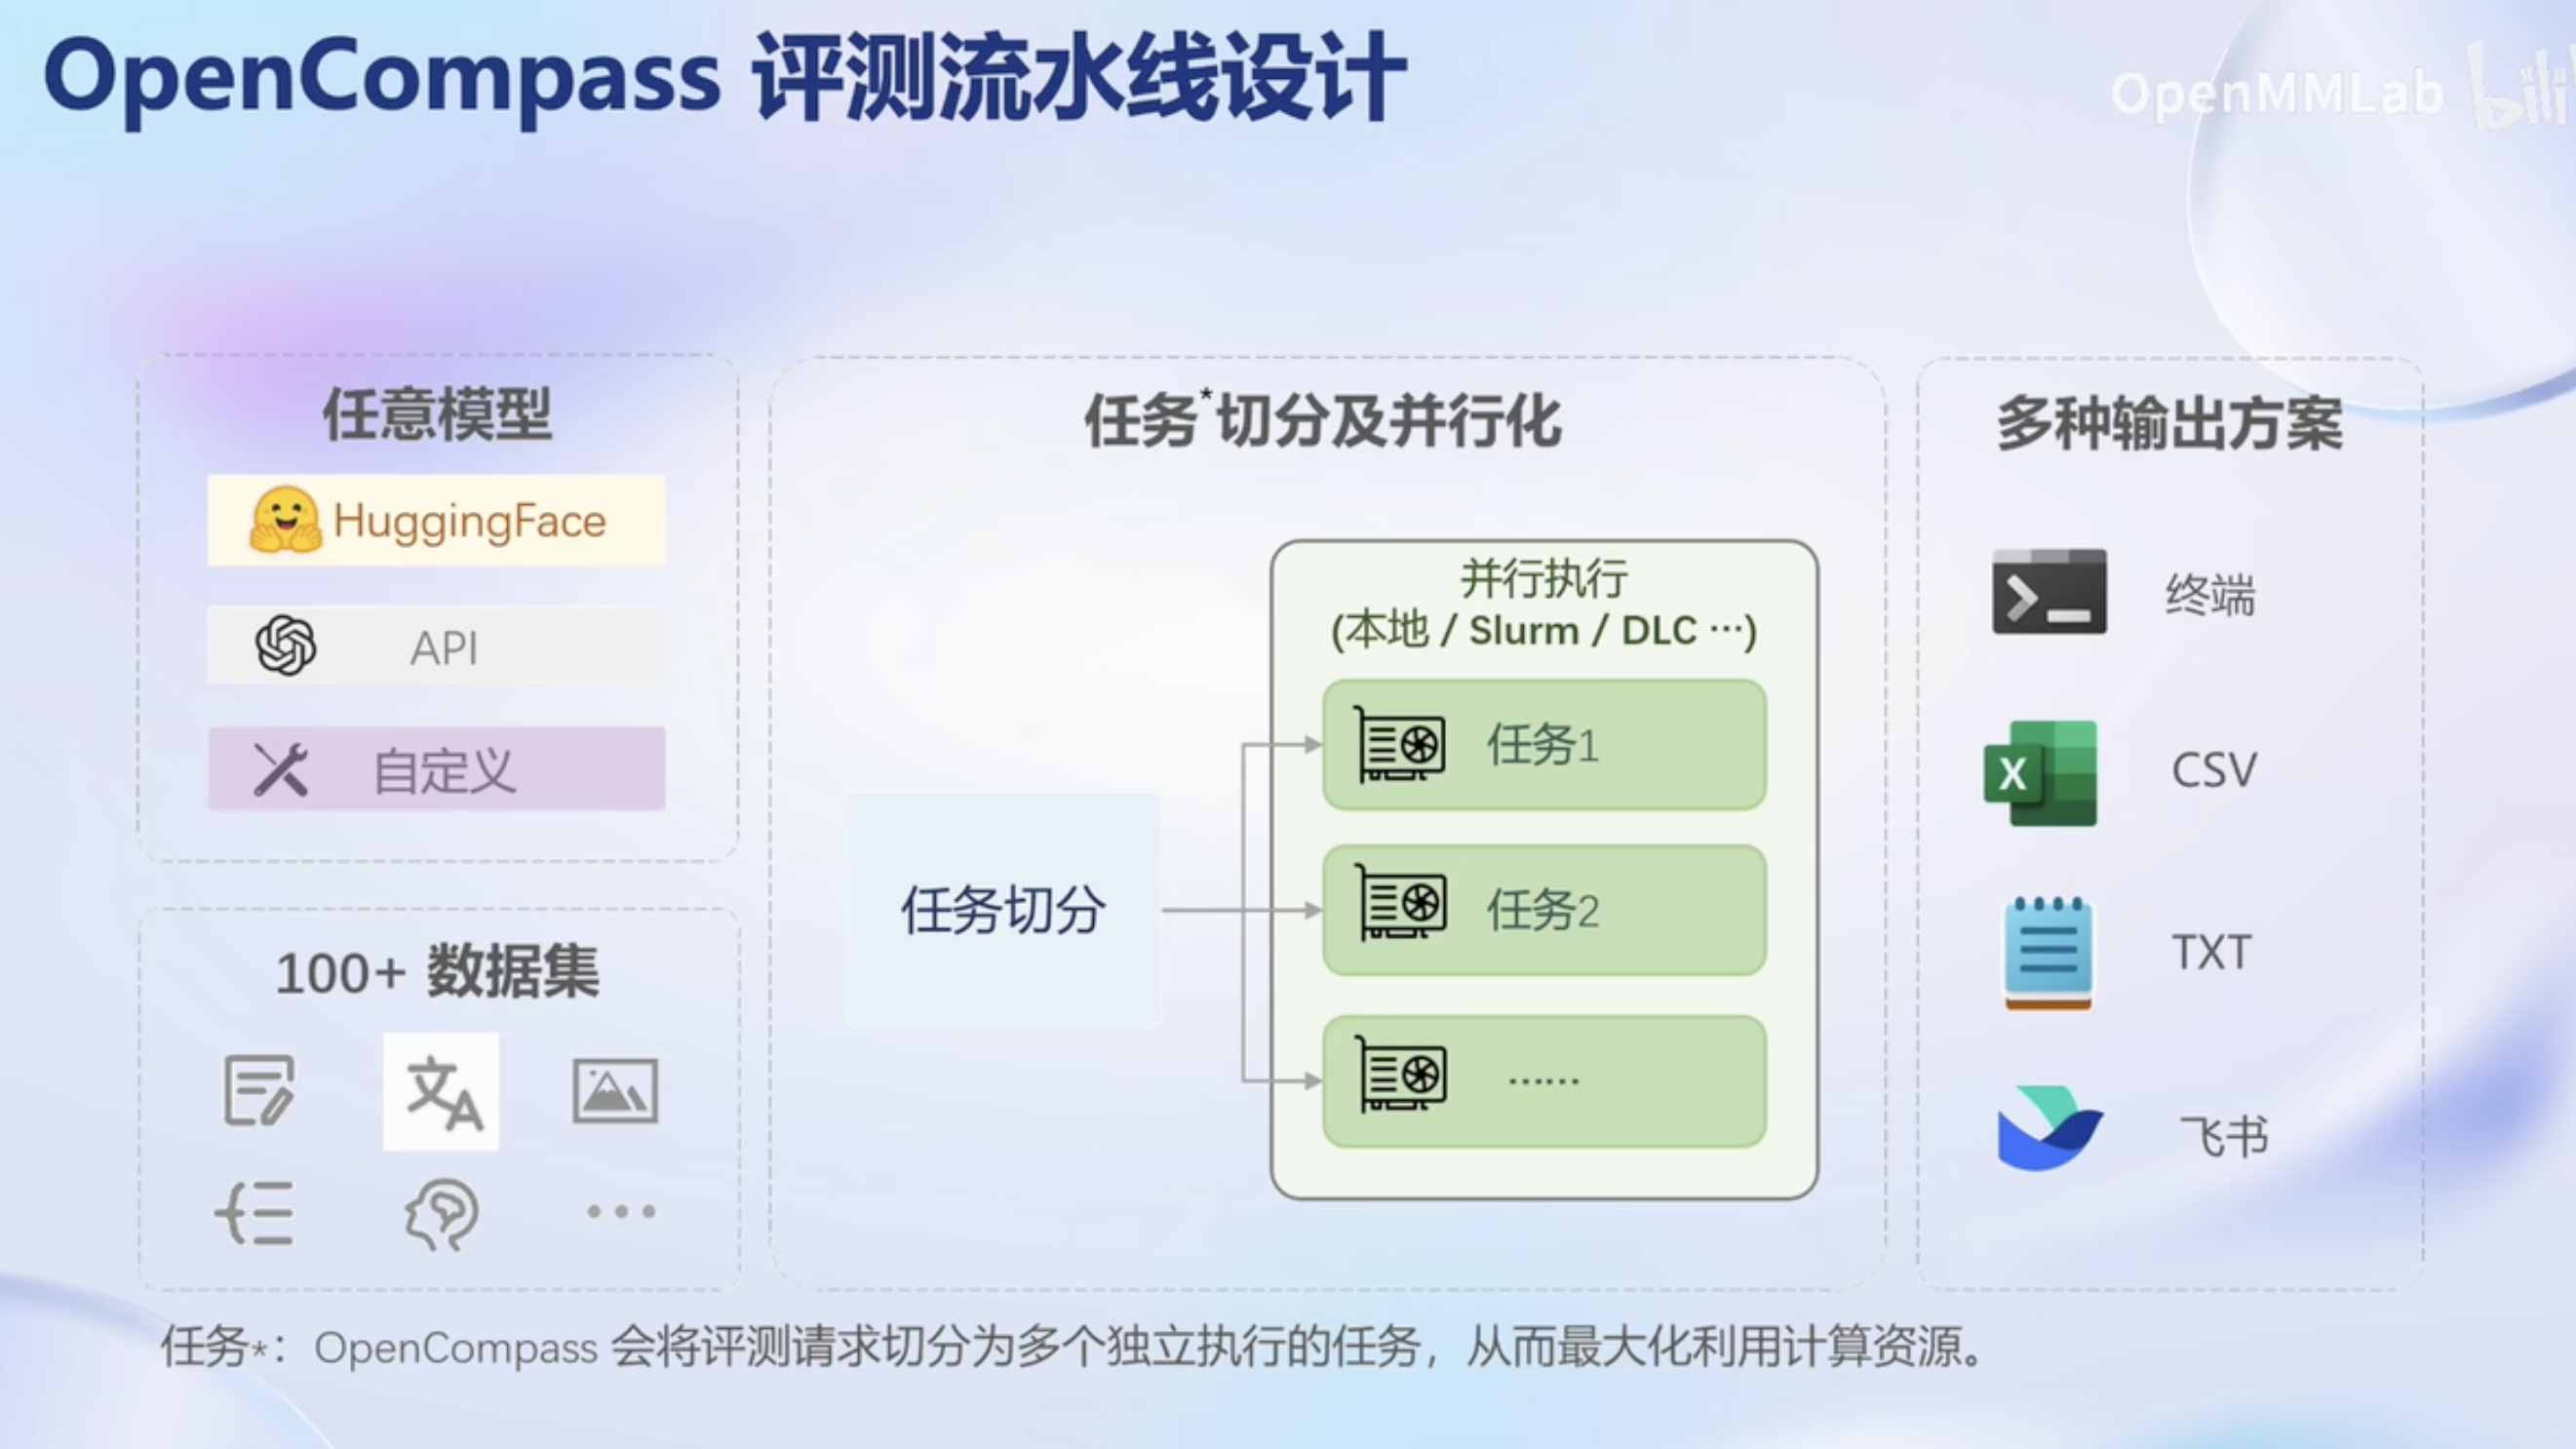 OpenCompass 评测流水线设计
OpenMMLab bili
任意模型
HuggingFace
API
自定义
100+ 数据集
文A
任务*切分及并行化
任务切分
并行执行
(本地 / Slurm / DLC …)
任务1
任务2
……
多种输出方案
终端
X CSV
TXT
飞书
任务*：OpenCompass 会将评测请求切分为多个独立执行的任务，从而最大化利用计算资源。